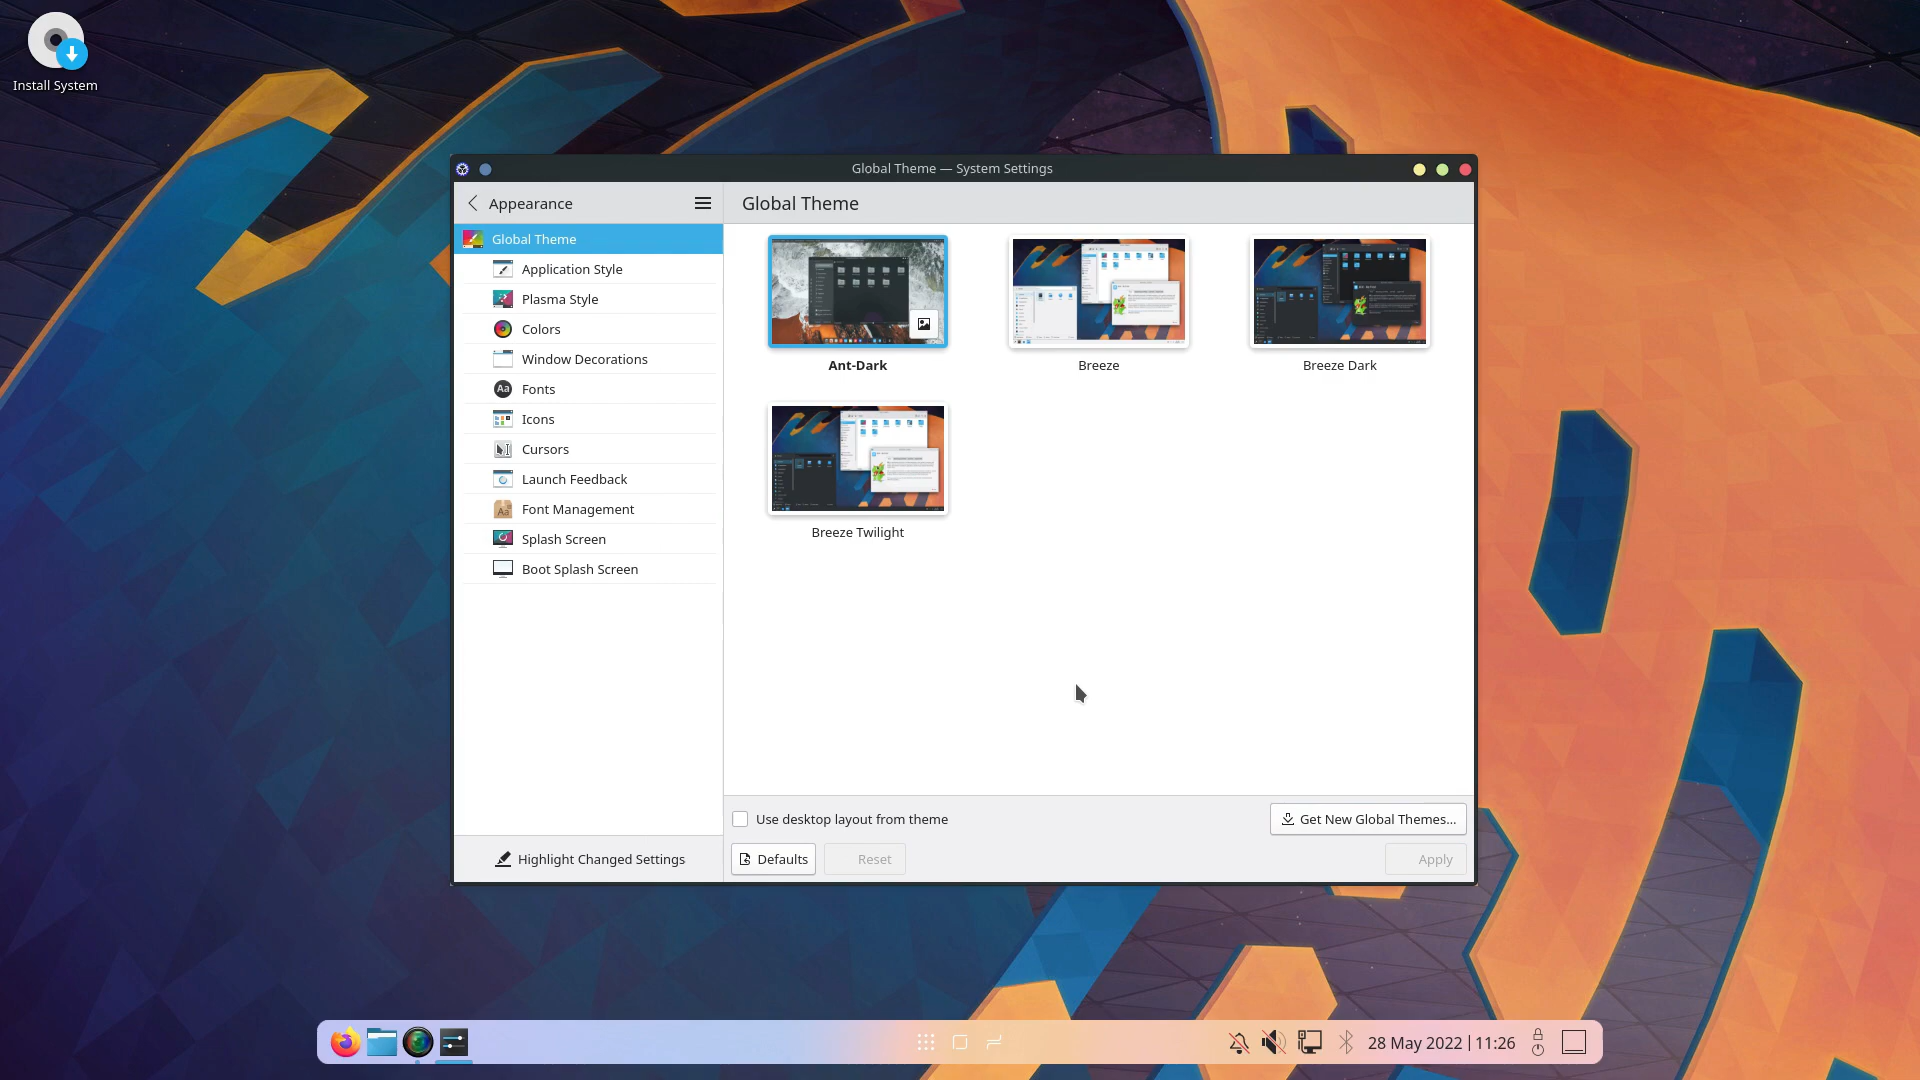 Install System
Global Theme — System Settings
Appearance
Global Theme
Application Style
Plasma Style
Colors
Window Decorations
Fonts
Icons
Cursors
Launch Feedback
Font Management
Splash Screen
Boot Splash Screen
Highlight Changed Settings
Global Theme
Ant-Dark
Breeze
Breeze Dark
Breeze Twilight
Use desktop layout from theme
Get New Global Themes...
Defaults
Reset
Apply
28 May 2022 | 11:26